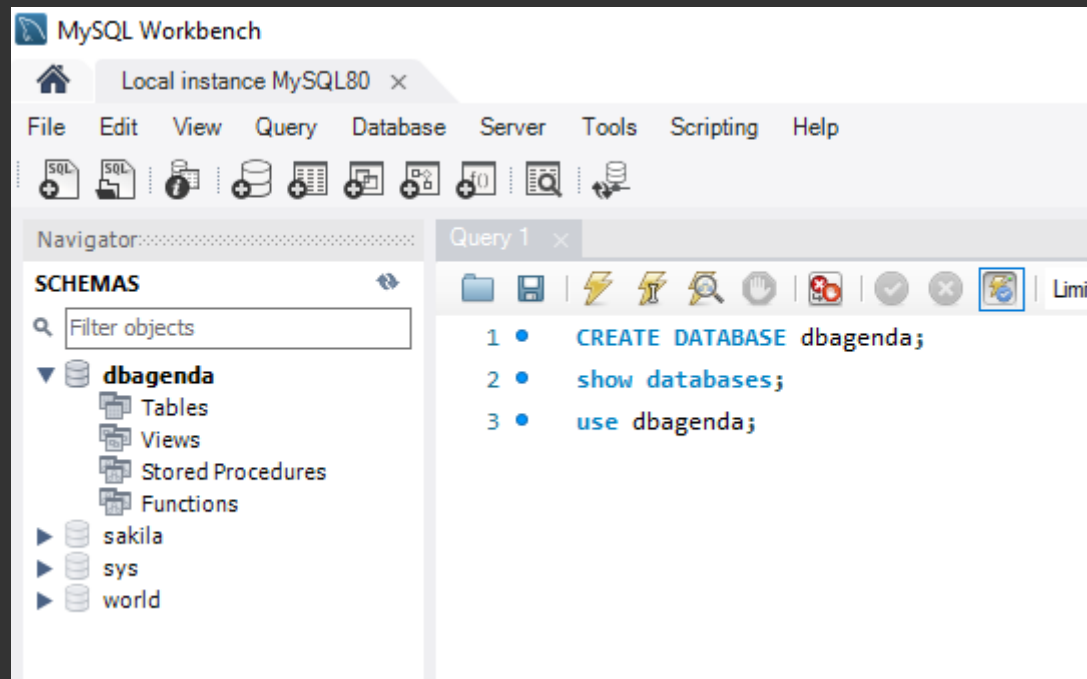 MySQL Workbench
Local instance MySQL80
File Edit View Query Database Server Tools Scripting Help
SQL SQL i f()
Navigator
Query 1
SCHEMAS
Limi
Filter objects
1 CREATE DATABASE dbagenda;
2 show databases;
3 use dbagenda;
dbagenda
Tables
Views
Stored Procedures
Functions
sakila
sys
world